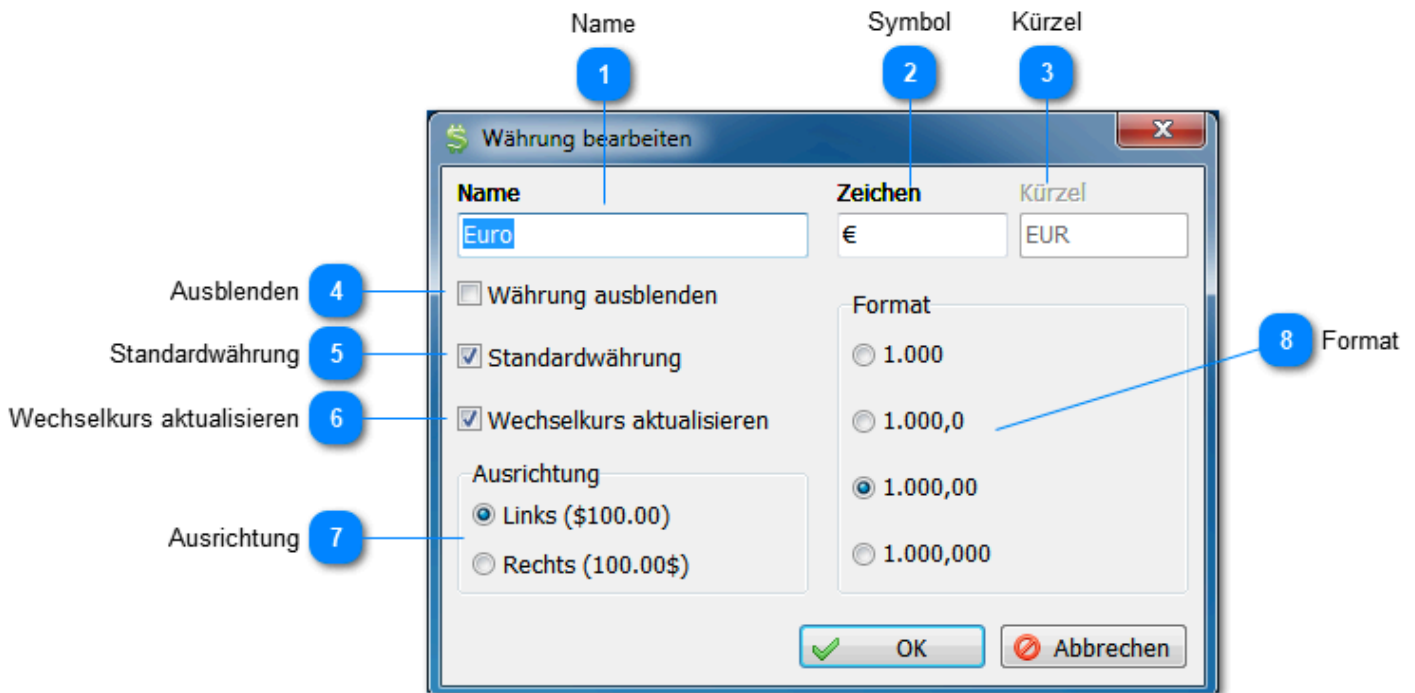 Name
Symbol
Kürzel
1
2
3
Währung bearbeiten
Name
Zeichen
Kürzel
Euro
€
EUR
Ausblenden
4
Währung ausblenden
Format
Standardwährung
5
Standardwährung
1.000
8
Format
Wechselkurs aktualisieren
6
Wechselkurs aktualisieren
1.000,0
Ausrichtung
Links ($100.00)
1.000,00
Ausrichtung
7
Rechts (100.00$)
1.000,000
OK
Abbrechen